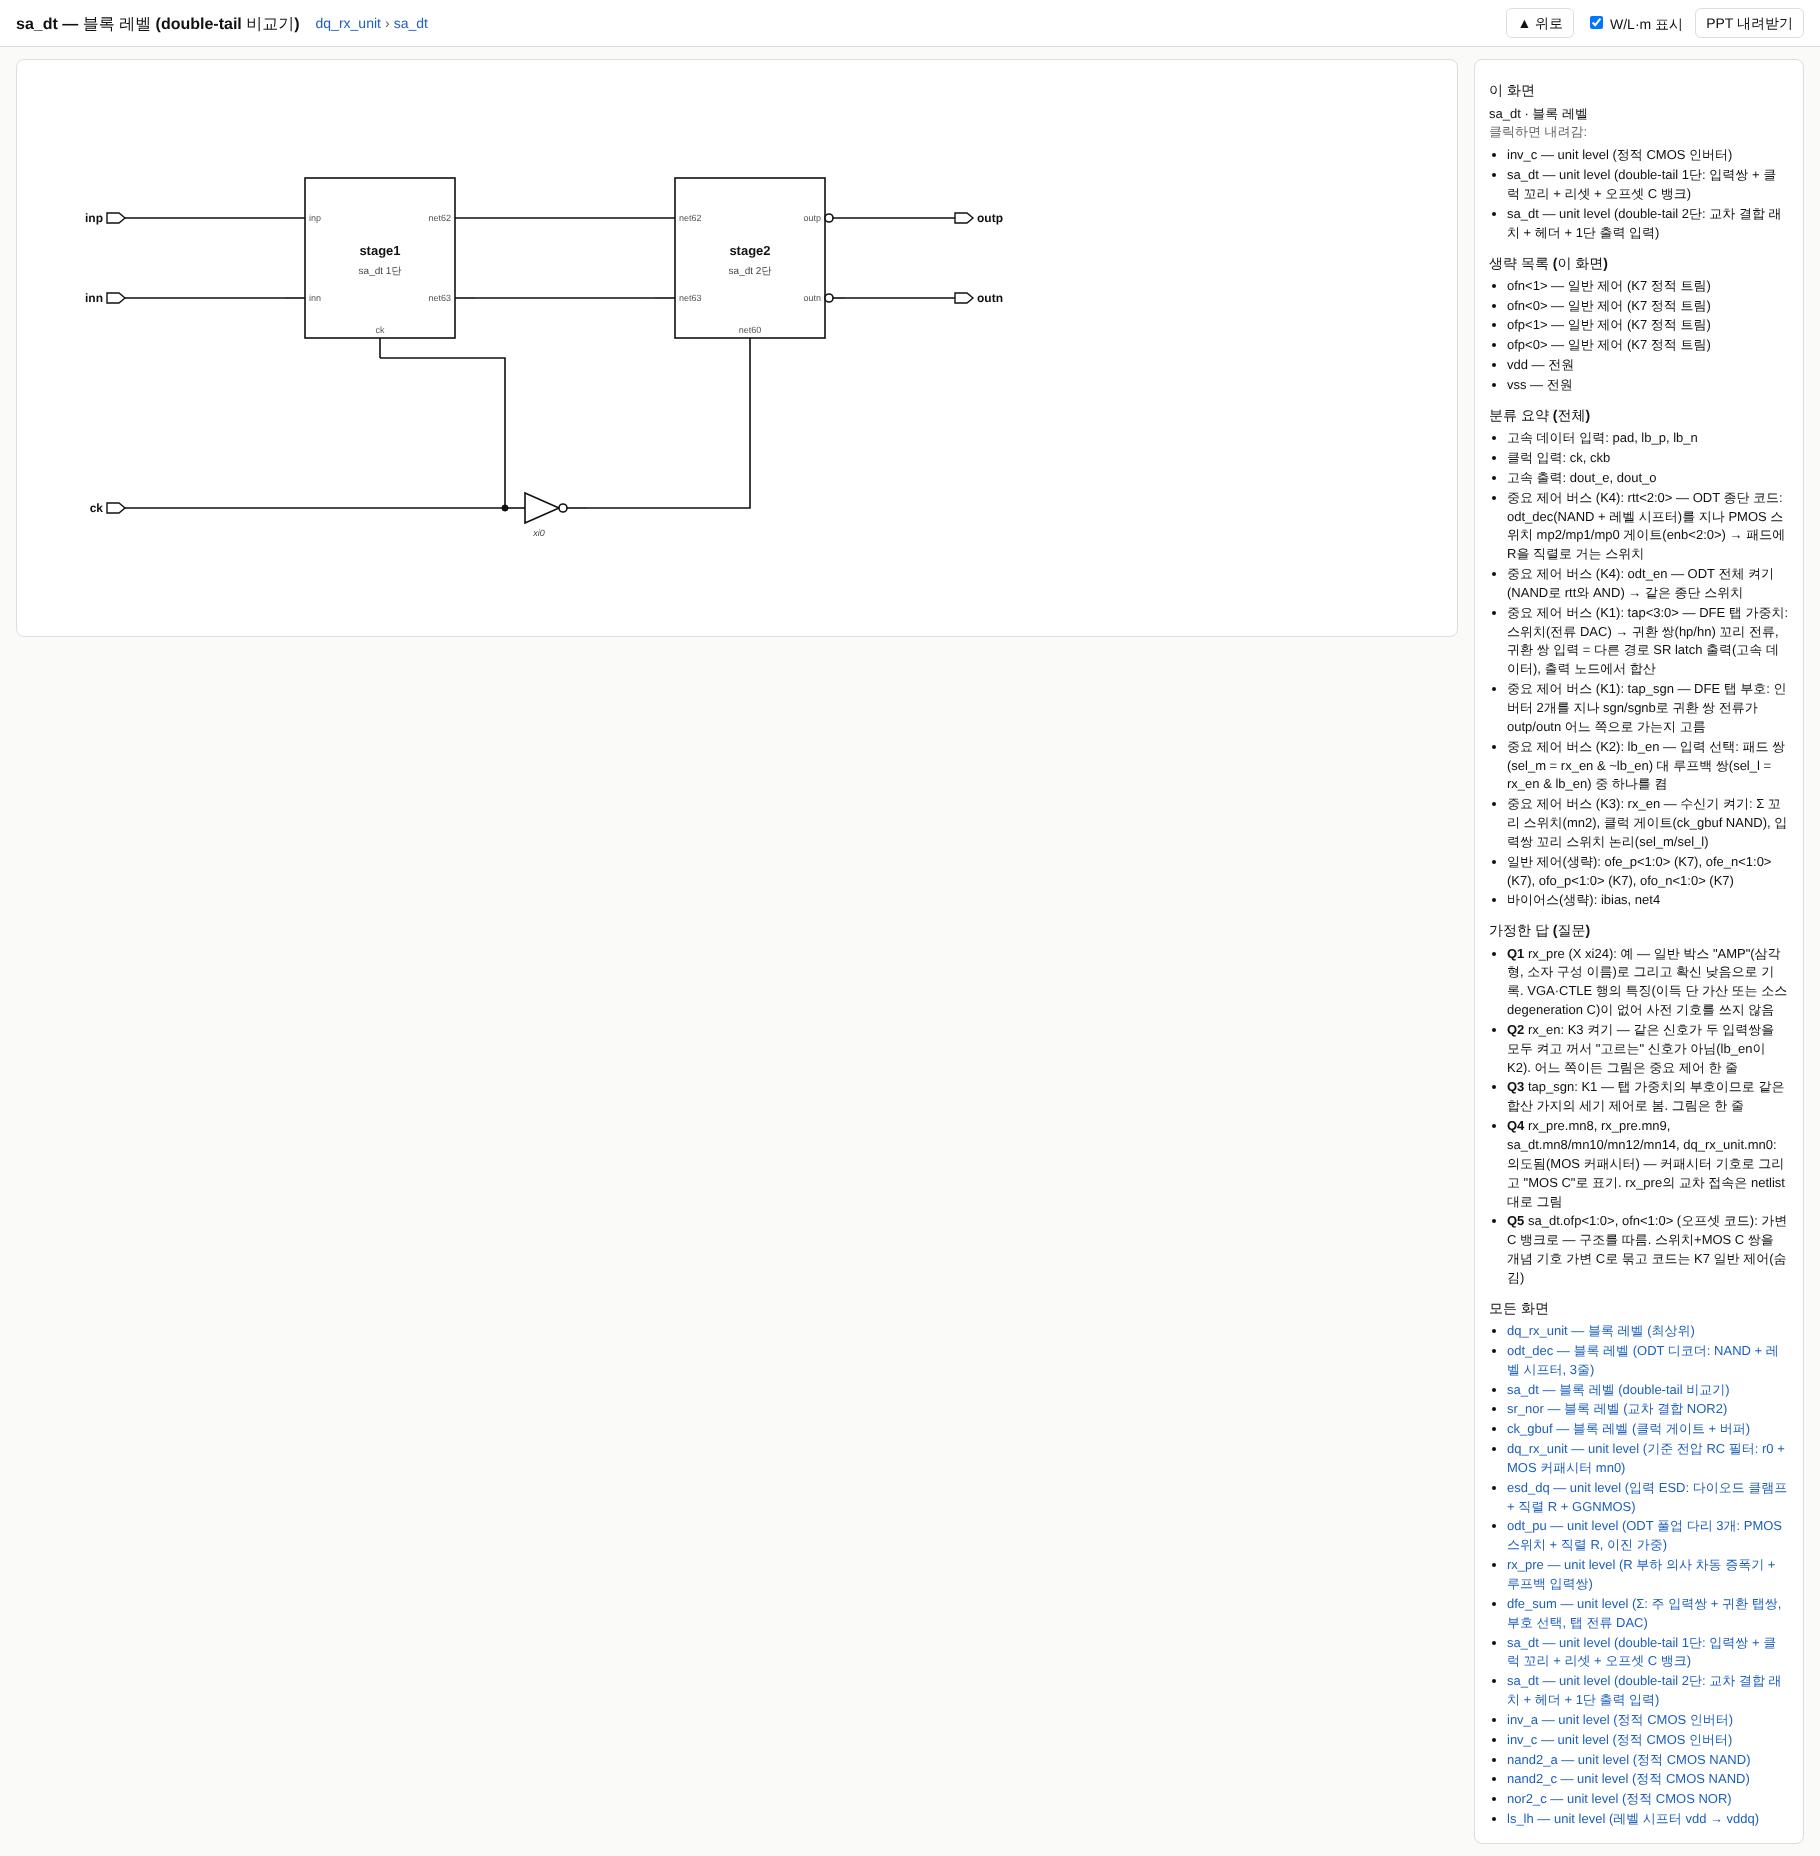 sa_dt — 블록 레벨 (double-tail 비교기)
dq_rx_unit › sa_dt
▲ 위로
W/L·m 표시
PPT 내려받기
inp
inp
net62
net62
outp
outp
stage1
sa_dt 1단
stage2
sa_dt 2단
inn
inn
net63
net63
outn
outn
ck
net60
ck
xi0
이 화면
sa_dt · 블록 레벨
클릭하면 내려감:
• inv_c — unit level (정적 CMOS 인버터)
• sa_dt — unit level (double-tail 1단: 입력쌍 + 클
럭 꼬리 + 리셋 + 오프셋 C 뱅크)
• sa_dt — unit level (double-tail 2단: 교차 결합 래
치 + 헤더 + 1단 출력 입력)
생략 목록 (이 화면)
• ofn<1> — 일반 제어 (K7 정적 트림)
• ofn<0> — 일반 제어 (K7 정적 트림)
• ofp<1> — 일반 제어 (K7 정적 트림)
• ofp<0> — 일반 제어 (K7 정적 트림)
• vdd — 전원
• vss — 전원
분류 요약 (전체)
• 고속 데이터 입력: pad, lb_p, lb_n
• 클럭 입력: ck, ckb
• 고속 출력: dout_e, dout_o
• 중요 제어 버스 (K4): rtt<2:0> — ODT 종단 코드:
odt_dec(NAND + 레벨 시프터)를 지나 PMOS 스
위치 mp2/mp1/mp0 게이트(enb<2:0>) → 패드에
R을 직렬로 거는 스위치
• 중요 제어 버스 (K4): odt_en — ODT 전체 켜기
(NAND로 rtt와 AND) → 같은 종단 스위치
• 중요 제어 버스 (K1): tap<3:0> — DFE 탭 가중치:
스위치(전류 DAC) → 귀환 쌍(hp/hn) 꼬리 전류,
귀환 쌍 입력 = 다른 경로 SR latch 출력(고속 데
이터), 출력 노드에서 합산
• 중요 제어 버스 (K1): tap_sgn — DFE 탭 부호: 인
버터 2개를 지나 sgn/sgnb로 귀환 쌍 전류가
outp/outn 어느 쪽으로 가는지 고름
• 중요 제어 버스 (K2): lb_en — 입력 선택: 패드 쌍
(sel_m = rx_en & ~lb_en) 대 루프백 쌍(sel_l =
rx_en & lb_en) 중 하나를 켬
• 중요 제어 버스 (K3): rx_en — 수신기 켜기: Σ 꼬
리 스위치(mn2), 클럭 게이트(ck_gbuf NAND), 입
력쌍 꼬리 스위치 논리(sel_m/sel_l)
• 일반 제어(생략): ofe_p<1:0> (K7), ofe_n<1:0>
(K7), ofo_p<1:0> (K7), ofo_n<1:0> (K7)
• 바이어스(생략): ibias, net4
가정한 답 (질문)
• Q1 rx_pre (X xi24): 예 — 일반 박스 "AMP"(삼각
형, 소자 구성 이름)로 그리고 확신 낮음으로 기
록. VGA·CTLE 행의 특징(이득 단 가산 또는 소스
degeneration C)이 없어 사전 기호를 쓰지 않음
• Q2 rx_en: K3 켜기 — 같은 신호가 두 입력쌍을
모두 켜고 꺼서 "고르는" 신호가 아님(lb_en이
K2). 어느 쪽이든 그림은 중요 제어 한 줄
• Q3 tap_sgn: K1 — 탭 가중치의 부호이므로 같은
합산 가지의 세기 제어로 봄. 그림은 한 줄
• Q4 rx_pre.mn8, rx_pre.mn9,
sa_dt.mn8/mn10/mn12/mn14, dq_rx_unit.mn0:
의도됨(MOS 커패시터) — 커패시터 기호로 그리
고 "MOS C"로 표기. rx_pre의 교차 접속은 netlist
대로 그림
• Q5 sa_dt.ofp<1:0>, ofn<1:0> (오프셋 코드): 가변
C 뱅크로 — 구조를 따름. 스위치+MOS C 쌍을
개념 기호 가변 C로 묶고 코드는 K7 일반 제어(숨
김)
모든 화면
• dq_rx_unit — 블록 레벨 (최상위)
• odt_dec — 블록 레벨 (ODT 디코더: NAND + 레
벨 시프터, 3줄)
• sa_dt — 블록 레벨 (double-tail 비교기)
• sr_nor — 블록 레벨 (교차 결합 NOR2)
• ck_gbuf — 블록 레벨 (클럭 게이트 + 버퍼)
• dq_rx_unit — unit level (기준 전압 RC 필터: r0 +
MOS 커패시터 mn0)
• esd_dq — unit level (입력 ESD: 다이오드 클램프
+ 직렬 R + GGNMOS)
• odt_pu — unit level (ODT 풀업 다리 3개: PMOS
스위치 + 직렬 R, 이진 가중)
• rx_pre — unit level (R 부하 의사 차동 증폭기 +
루프백 입력쌍)
• dfe_sum — unit level (Σ: 주 입력쌍 + 귀환 탭쌍,
부호 선택, 탭 전류 DAC)
• sa_dt — unit level (double-tail 1단: 입력쌍 + 클
럭 꼬리 + 리셋 + 오프셋 C 뱅크)
• sa_dt — unit level (double-tail 2단: 교차 결합 래
치 + 헤더 + 1단 출력 입력)
• inv_a — unit level (정적 CMOS 인버터)
• inv_c — unit level (정적 CMOS 인버터)
• nand2_a — unit level (정적 CMOS NAND)
• nand2_c — unit level (정적 CMOS NAND)
• nor2_c — unit level (정적 CMOS NOR)
• ls_lh — unit level (레벨 시프터 vdd → vddq)